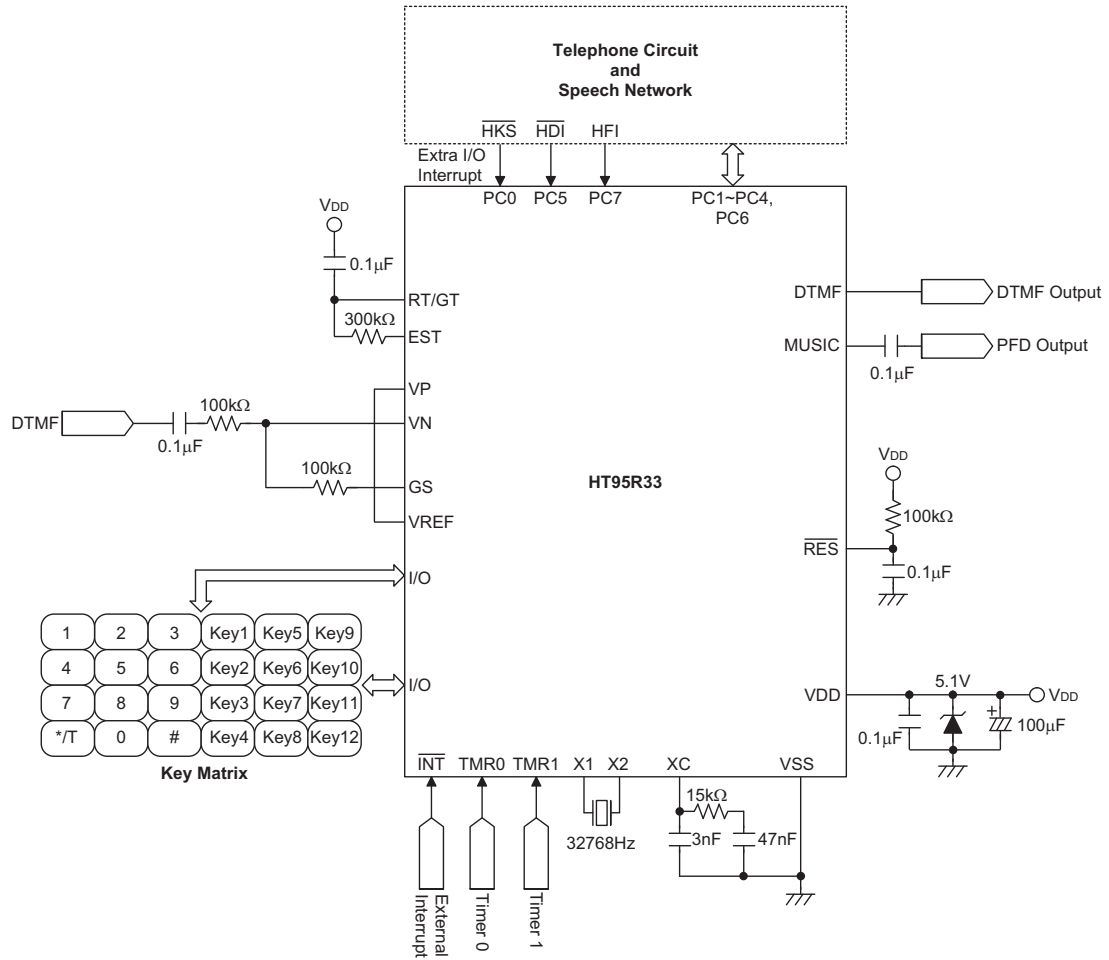 Telephone Circuit
and
Speech Network
HKS HDI HFI
Extra I/O
Interrupt
PC0 PC5 PC7 PC1~PC4,
PC6
VDD
0.1µF
RT/GT
300kΩ
EST
DTMF DTMF Output
MUSIC PFD Output
0.1µF
VP
DTMF
0.1µF
100kΩ
VN
100kΩ
GS
VREF
HT95R33
VDD
100kΩ
RES
0.1µF
I/O
1 2 3 Key1 Key5 Key9
4 5 6 Key2 Key6 Key10
7 8 9 Key3 Key7 Key11
*/T 0 # Key4 Key8 Key12
Key Matrix
I/O
VDD
5.1V
VDD
0.1µF
+
100µF
INT TMR0 TMR1 X1 X2 XC VSS
32768Hz
15kΩ
3nF
47nF
External
Interrupt
Timer 0
Timer 1